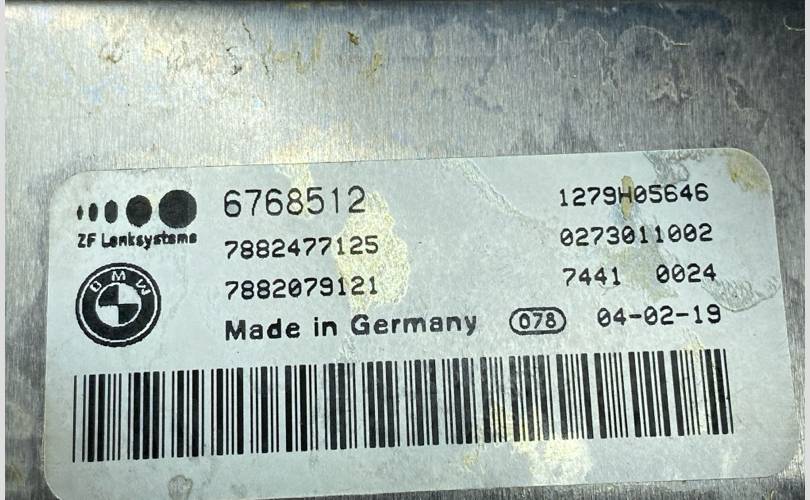 6768512 1279H05646
ZF Lenksysteme
7882477125 0273011002
7882079121 7441 0024
BMW
Made in Germany 078 04-02-19